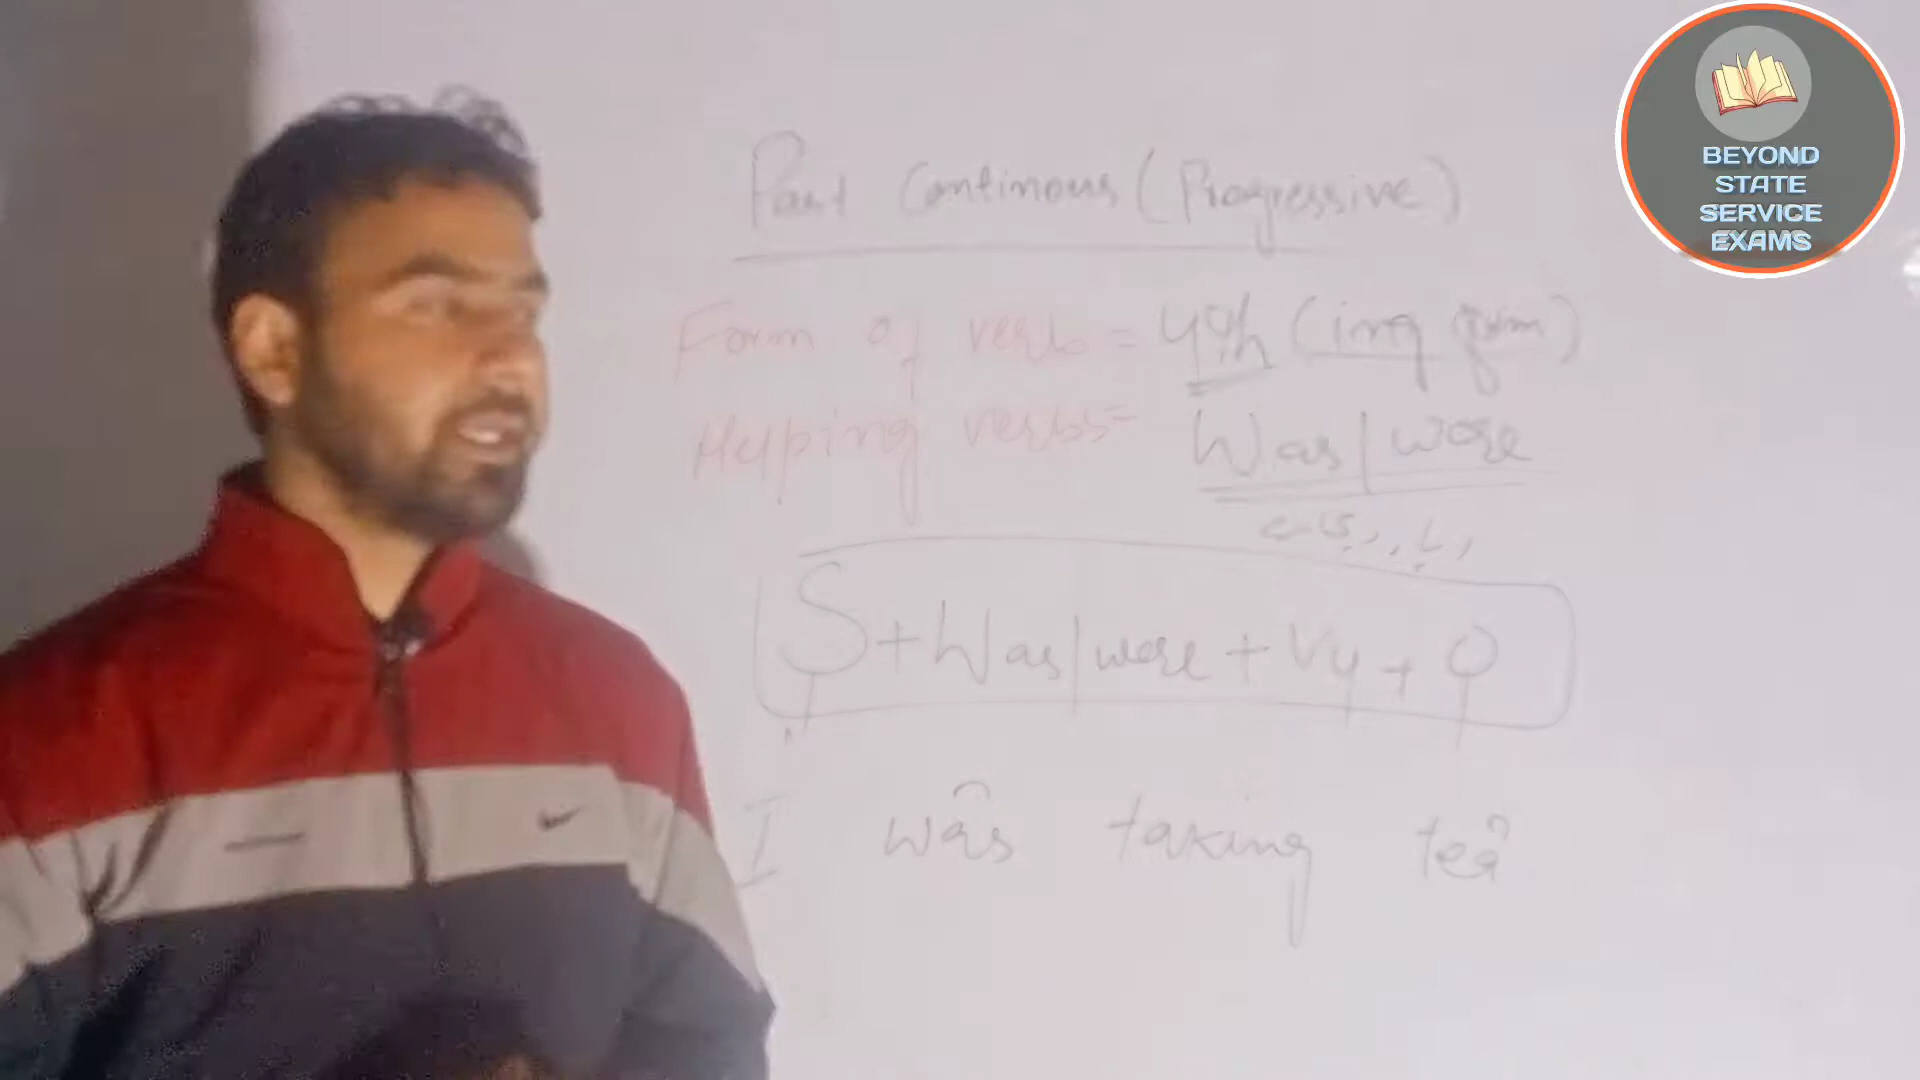 Past Continuous (Progressive)
Form of verb = 4th (ing form)
Helping verbs= Was|were
S+Was|were+V4+O
I was taking tea
BEYOND
STATE
SERVICE
EXAMS